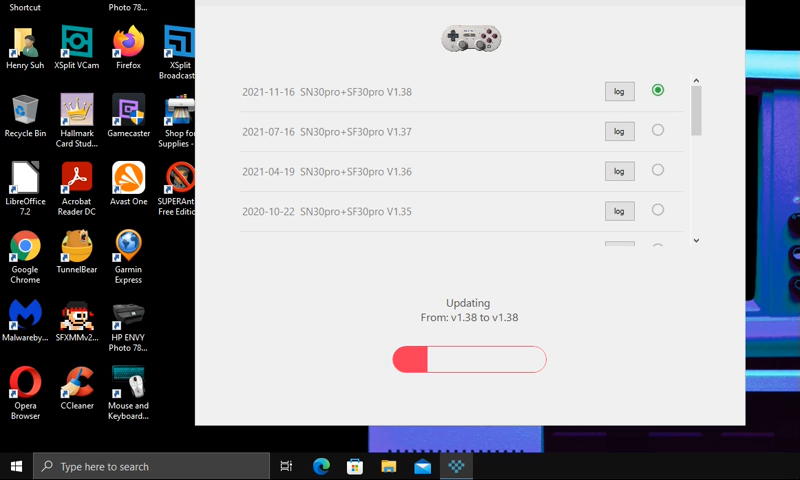 Shortcut
Photo 78...
Henry Suh
XSplit VCam
Firefox
XSplit
Broadcast
Recycle Bin
Hallmark
Card Stud...
Gamecaster
Shop for
Supplies -
LibreOffice
7.2
Acrobat
Reader DC
Avast One
SUPERAnt
Free Editio
Google
Chrome
TunnelBear
Garmin
Express
Malwareby...
SFXMMv2...
HP ENVY
Photo 78...
Opera
Browser
CCleaner
Mouse and
Keyboard...
2021-11-16 SN30pro+SF30pro V1.38
log
2021-07-16 SN30pro+SF30pro V1.37
log
2021-04-19 SN30pro+SF30pro V1.36
log
2020-10-22 SN30pro+SF30pro V1.35
log
Updating
From: v1.38 to v1.38
Type here to search